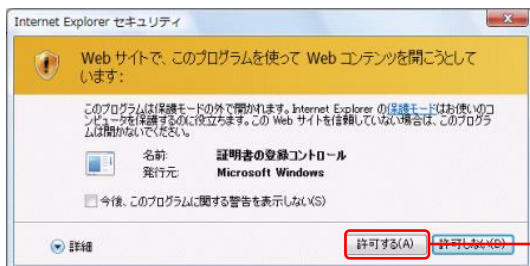 Internet Explorer セキュリティ
Web サイトで、このプログラムを使って Web コンテンツを開こうとして
います:
このプログラムは保護モードの外で開かれます。Internet Explorer の保護モードはお使いのコ
ンピュータを保護するのに役立ちます。この Web サイトを信頼していない場合は、このプログラ
ムは開かないでください。
名前: 証明書の登録コントロール
発行元: Microsoft Windows
今後、このプログラムに関する警告を表示しない(S)
詳細
許可する(A)
許可しない(D)